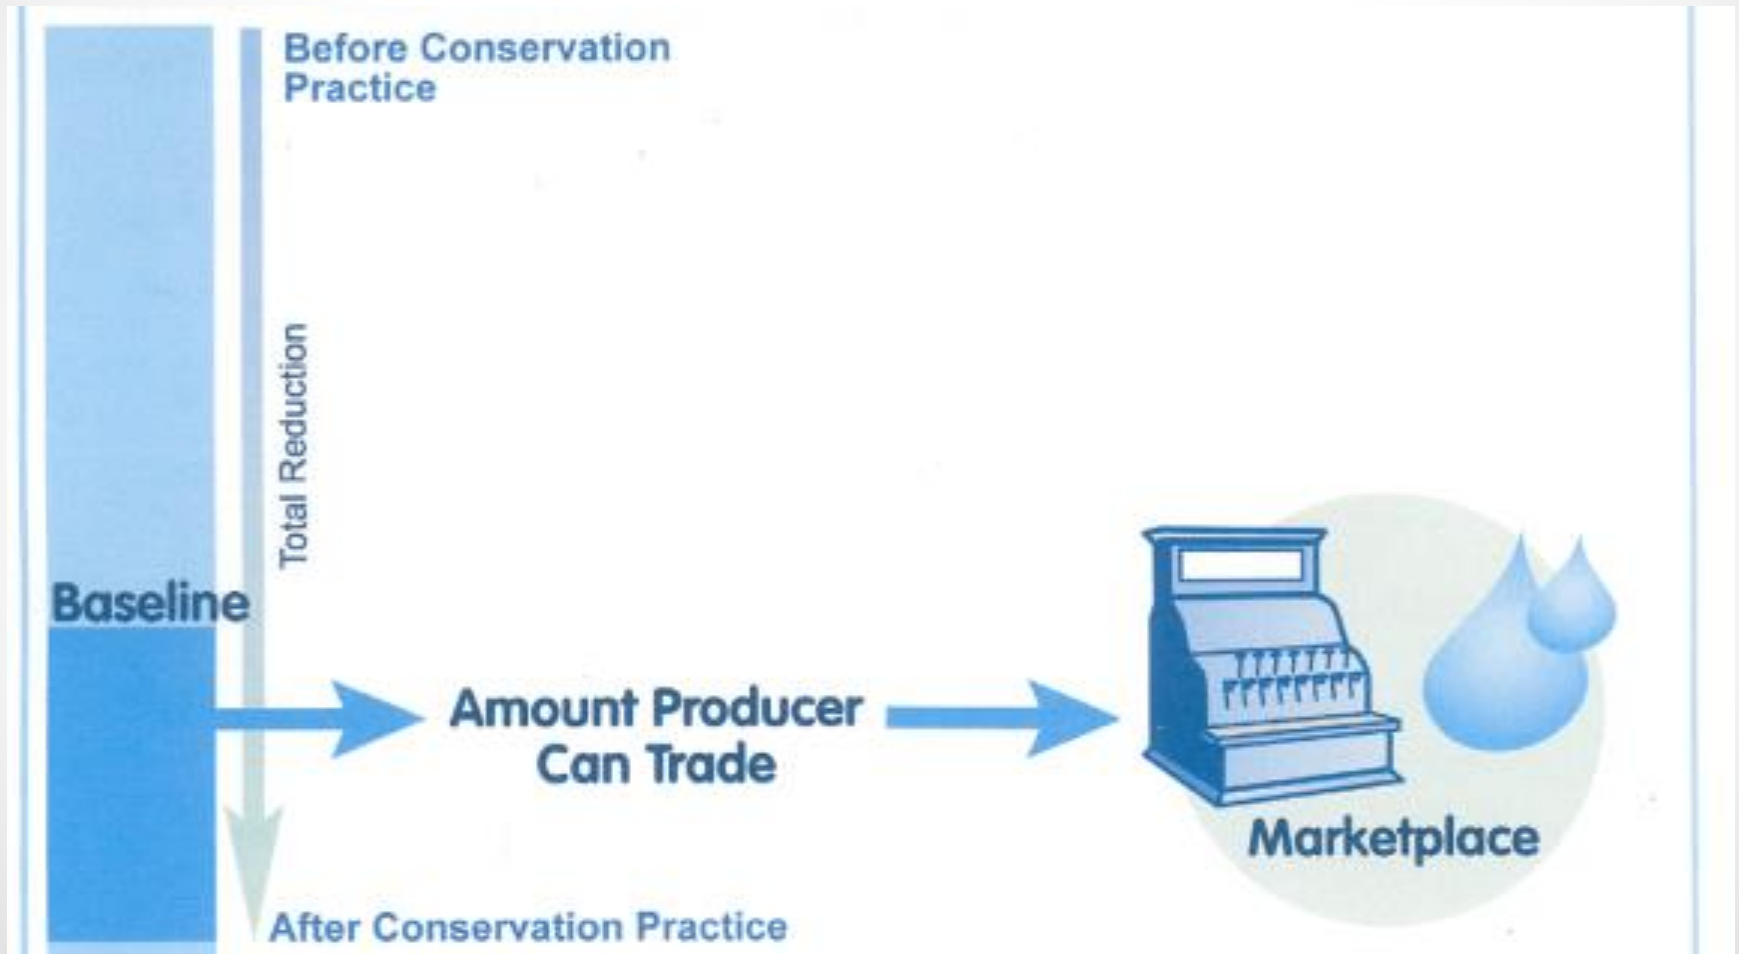 Before Conservation
Practice
Total Reduction
Baseline
Amount Producer
Can Trade
Marketplace
After Conservation Practice